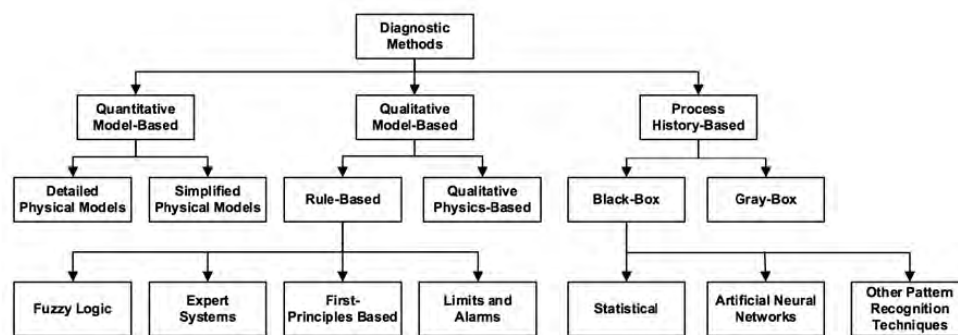 Diagnostic
Methods
Quantitative
Model-Based
Qualitative
Model-Based
Process
History-Based
Detailed
Physical Models
Simplified
Physical Models
Rule-Based
Qualitative
Physics-Based
Black-Box
Gray-Box
Fuzzy Logic
Expert
Systems
First-
Principles Based
Limits and
Alarms
Statistical
Artificial Neural
Networks
Other Pattern
Recognition
Techniques